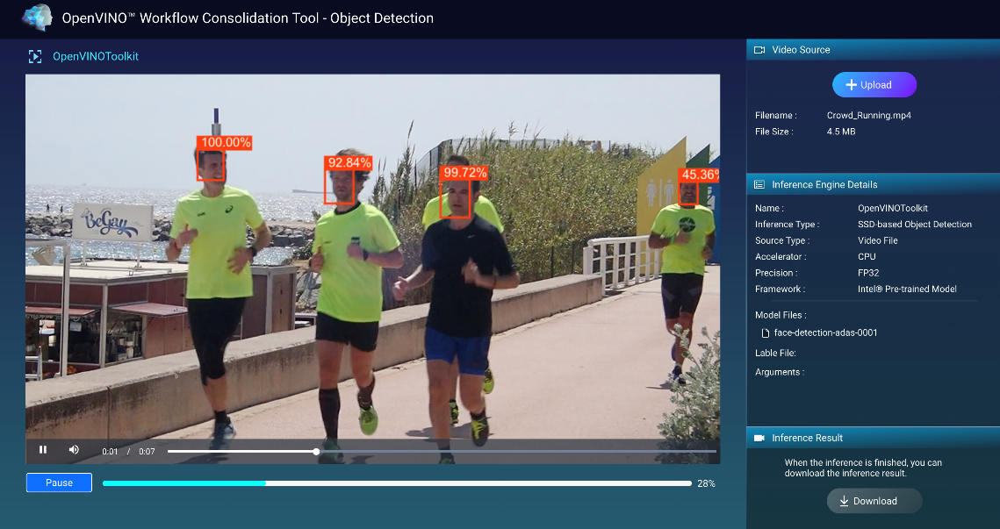 OpenVINO™ Workflow Consolidation Tool - Object Detection
OpenVINOToolkit
100.00%
92.84%
99.72%
45.36%
BeGay
0:01 / 0:07
Pause
28%
Video Source
Upload
Filename : Crowd_Running.mp4
File Size : 4.5 MB
Inference Engine Details
Name : OpenVINOToolkit
Inference Type : SSD-based Object Detection
Source Type : Video File
Accelerator : CPU
Precision : FP32
Framework : Intel® Pre-trained Model
Model Files :
face-detection-adas-0001
Lable File:
Arguments :
Inference Result
When the inference is finished, you can
download the inference result.
Download